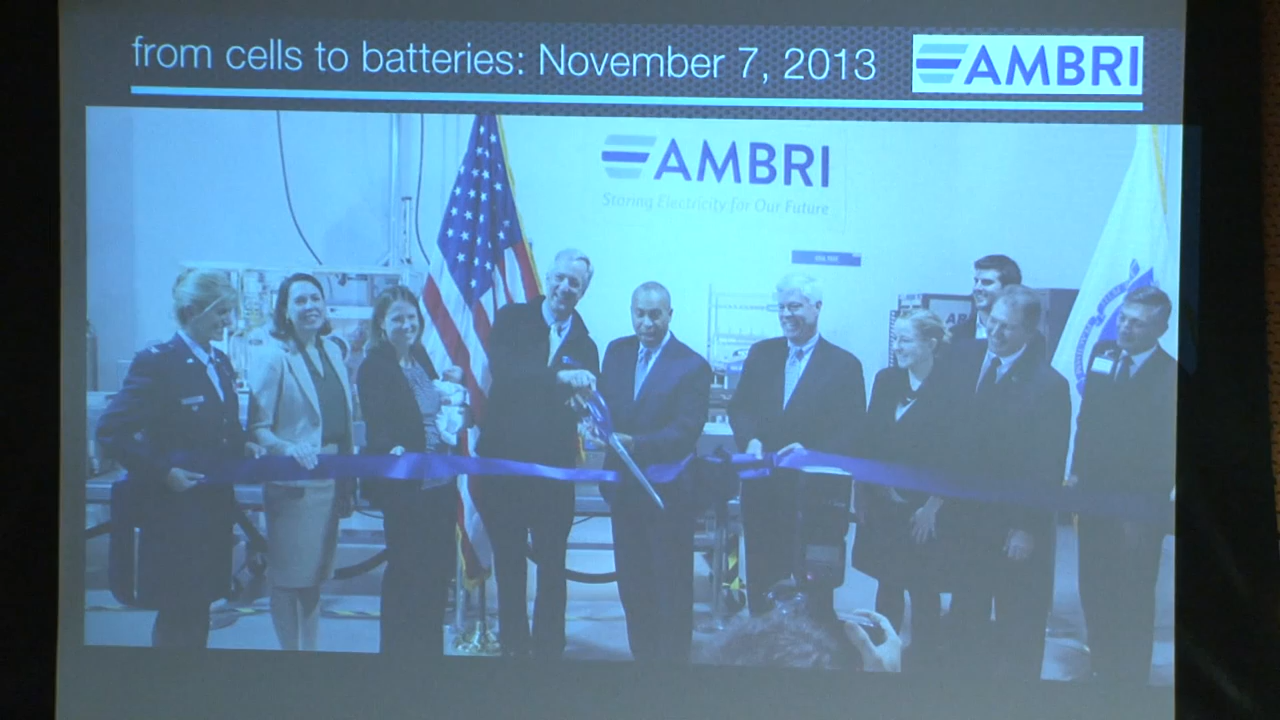 from cells to batteries: November 7, 2013
AMBRI
AMBRI
Storing Electricity for Our Future